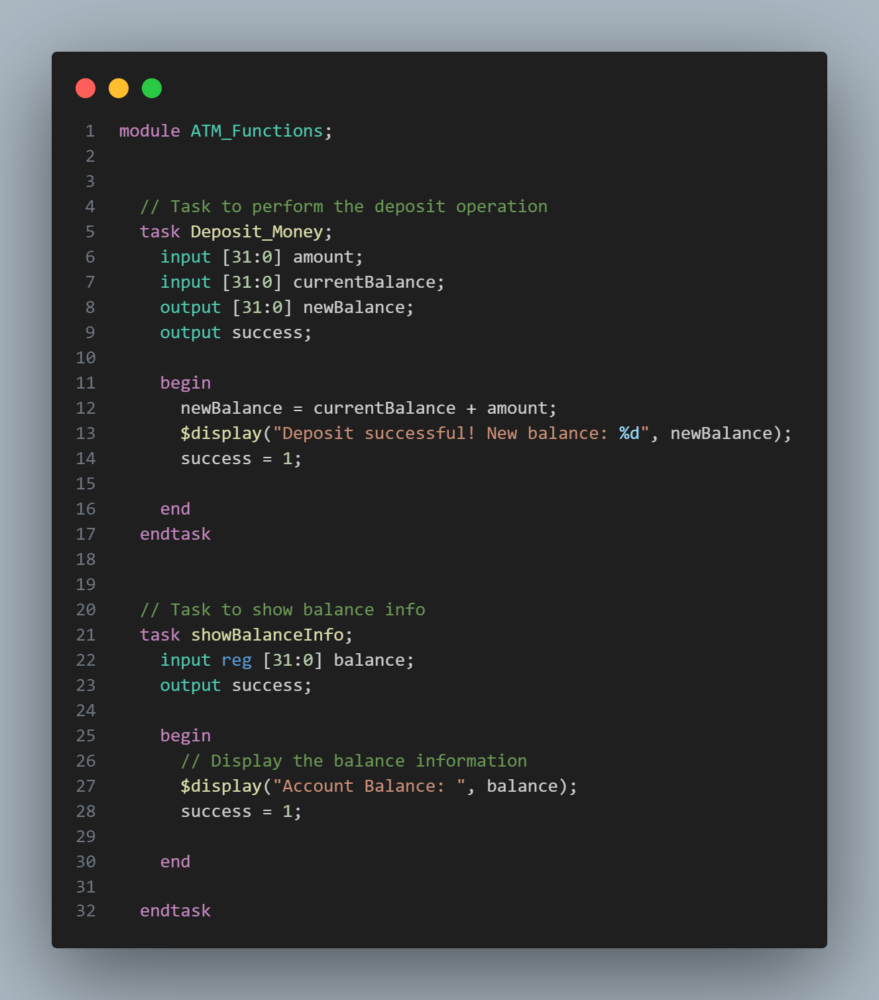 1 module ATM_Functions;
2
3
4 // Task to perform the deposit operation
5 task Deposit_Money;
6 input [31:0] amount;
7 input [31:0] currentBalance;
8 output [31:0] newBalance;
9 output success;
10
11 begin
12 newBalance = currentBalance + amount;
13 $display("Deposit successful! New balance: %d", newBalance);
14 success = 1;
15
16 end
17 endtask
18
19
20 // Task to show balance info
21 task showBalanceInfo;
22 input reg [31:0] balance;
23 output success;
24
25 begin
26 // Display the balance information
27 $display("Account Balance: ", balance);
28 success = 1;
29
30 end
31
32 endtask